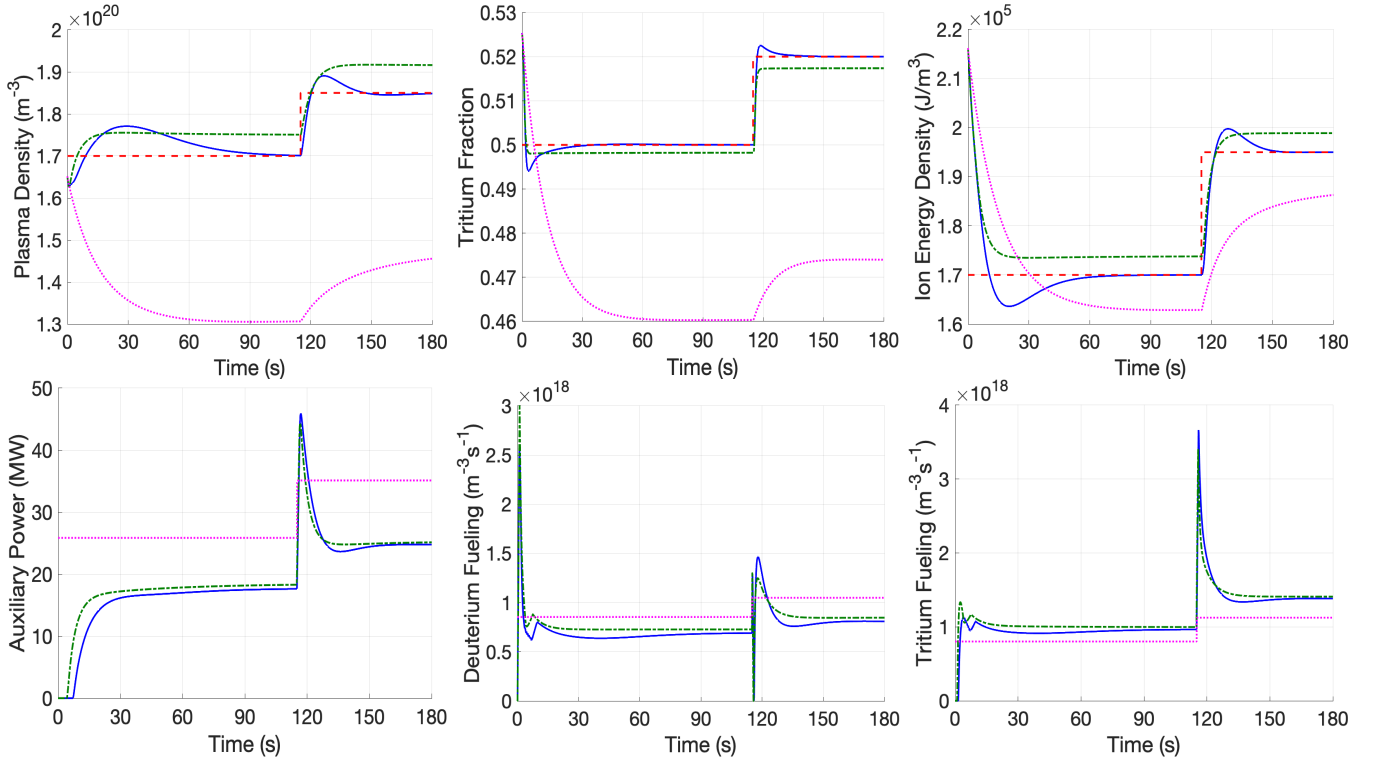 ×10^20
2
1.9
1.8
1.7
1.6
1.5
1.4
1.3
0 30 60 90 120 150 180
Time (s)
Plasma Density (m^-3)
0.53
0.52
0.51
0.5
0.49
0.48
0.47
0.46
0 30 60 90 120 150 180
Time (s)
Tritium Fraction
×10^5
2.2
2.1
2
1.9
1.8
1.7
1.6
0 30 60 90 120 150 180
Time (s)
Ion Energy Density (J/m^3)
50
40
30
20
10
0
0 30 60 90 120 150 180
Time (s)
Auxiliary Power (MW)
×10^18
3
2.5
2
1.5
1
0.5
0
0 30 60 90 120 150 180
Time (s)
Deuterium Fueling (m^-3s^-1)
×10^18
4
3
2
1
0
0 30 60 90 120 150 180
Time (s)
Tritium Fueling (m^-3s^-1)